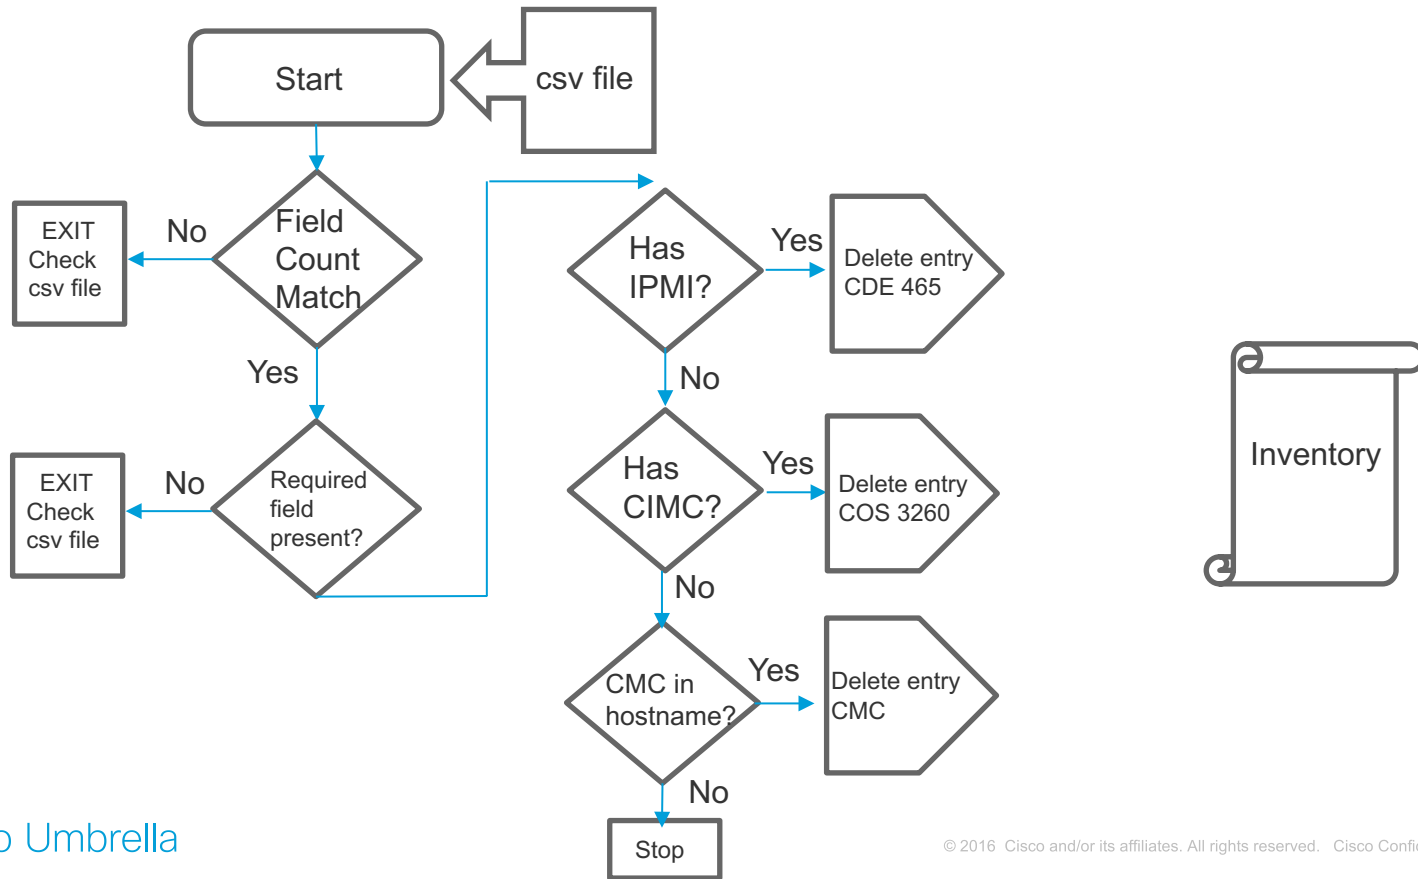 Start
csv file
Field
Count
Match
No
EXIT
Check
csv file
Yes
Required
field
present?
No
EXIT
Check
csv file
Has
IPMI?
Yes
Delete entry
CDE 465
No
Has
CIMC?
Yes
Delete entry
COS 3260
No
CMC in
hostname?
Yes
Delete entry
CMC
No
Stop
Inventory
o Umbrella
© 2016 Cisco and/or its affiliates. All rights reserved. Cisco Confid